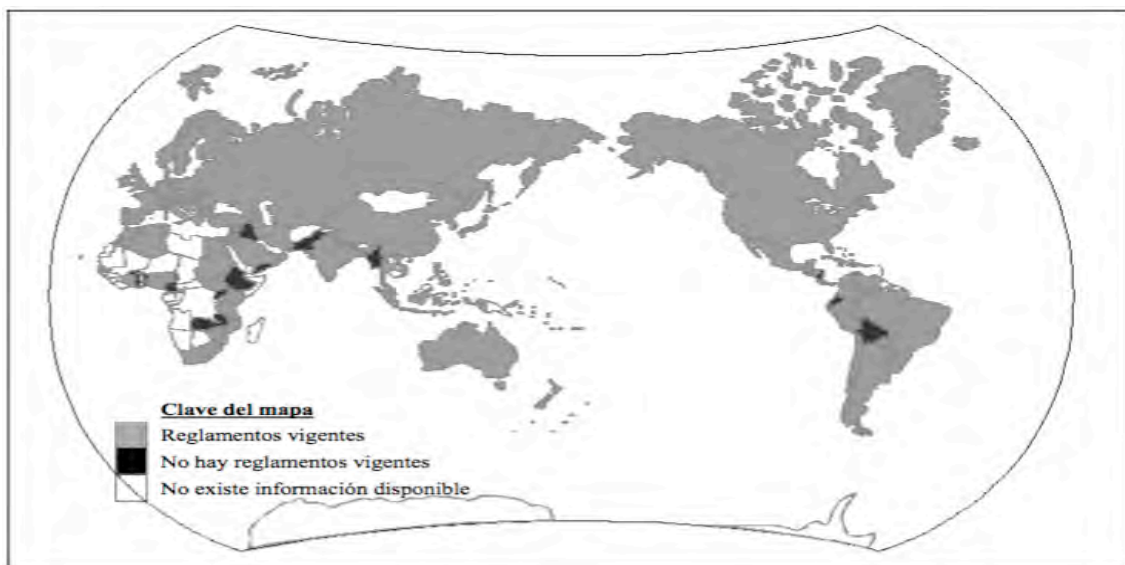 Clave del mapa
Reglamentos vigentes
No hay reglamentos vigentes
No existe información disponible